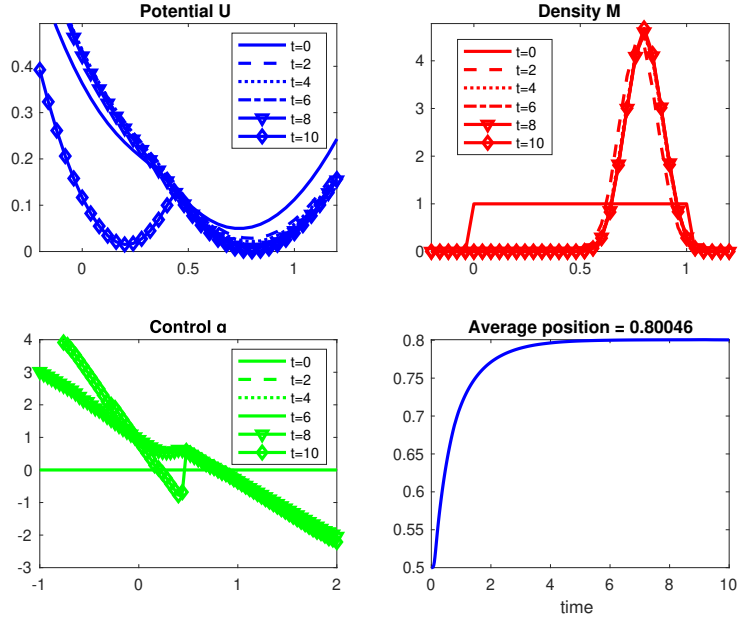 Potential U
0.4
0.3
0.2
0.1
0
0
0.5
1
t=0
t=2
t=4
t=6
t=8
t=10
Density M
4
3
2
1
0
0
0.5
1
t=0
t=2
t=4
t=6
t=8
t=10
Control α
4
3
2
1
0
-1
-2
-3
-1
0
1
2
t=0
t=2
t=4
t=6
t=8
t=10
Average position = 0.80046
0.8
0.75
0.7
0.65
0.6
0.55
0.5
0
2
4
6
8
10
time